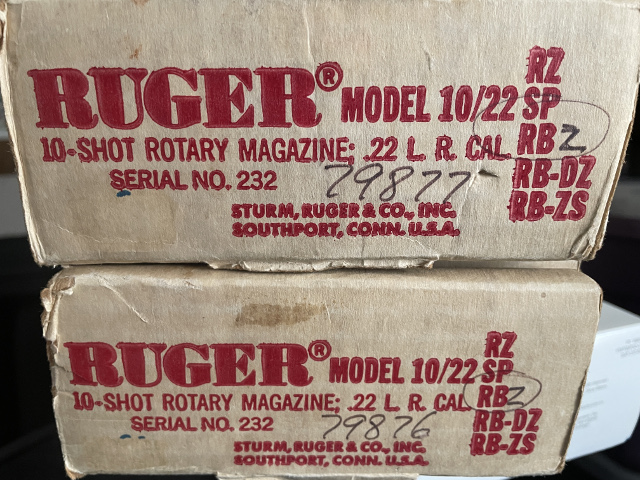 RUGER® MODEL 10/22
10-SHOT ROTARY MAGAZINE; .22 L. R. CAL
SERIAL NO. 232 79877
STURM, RUGER & CO., INC.
SOUTHPORT, CONN. U.S.A.
RZ
SP
RBZ
RB-DZ
RB-ZS
RUGER® MODEL 10/22
10-SHOT ROTARY MAGAZINE; .22 L. R. CAL
SERIAL NO. 232 79876
STURM, RUGER & CO., INC.
SOUTHPORT, CONN. U.S.A.
RZ
SP
RBZ
RB-DZ
RB-ZS